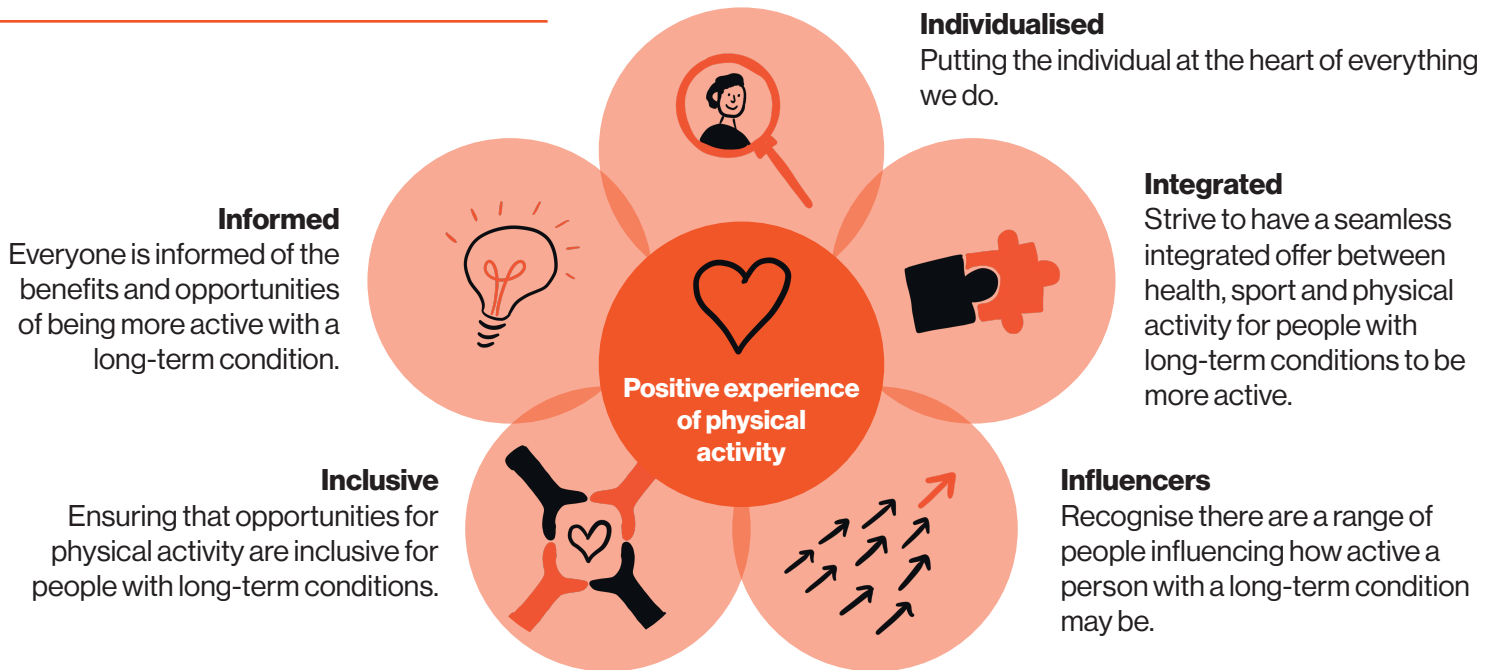 Individualised
Putting the individual at the heart of everything
we do.
Integrated
Strive to have a seamless
integrated offer between
health, sport and physical
activity for people with
long-term conditions to be
more active.
Influencers
Recognise there are a range of
people influencing how active a
person with a long-term condition
may be.
Inclusive
Ensuring that opportunities for
physical activity are inclusive for
people with long-term conditions.
Informed
Everyone is informed of the
benefits and opportunities
of being more active with a
long-term condition.
Positive experience
of physical
activity